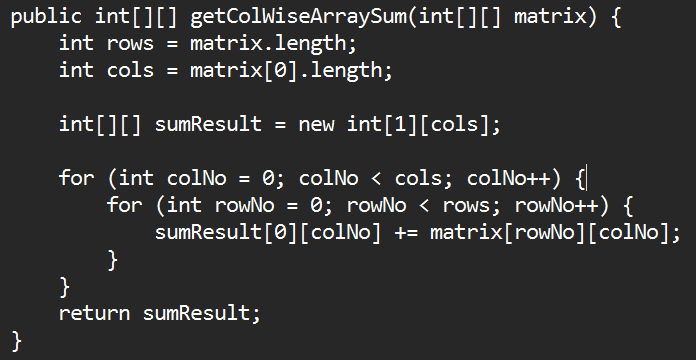 public int[][] getColWiseArraySum(int[][] matrix) {
    int rows = matrix.length;
    int cols = matrix[0].length;

    int[][] sumResult = new int[1][cols];

    for (int colNo = 0; colNo < cols; colNo++) {
        for (int rowNo = 0; rowNo < rows; rowNo++) {
            sumResult[0][colNo] += matrix[rowNo][colNo];
        }
    }
    return sumResult;
}